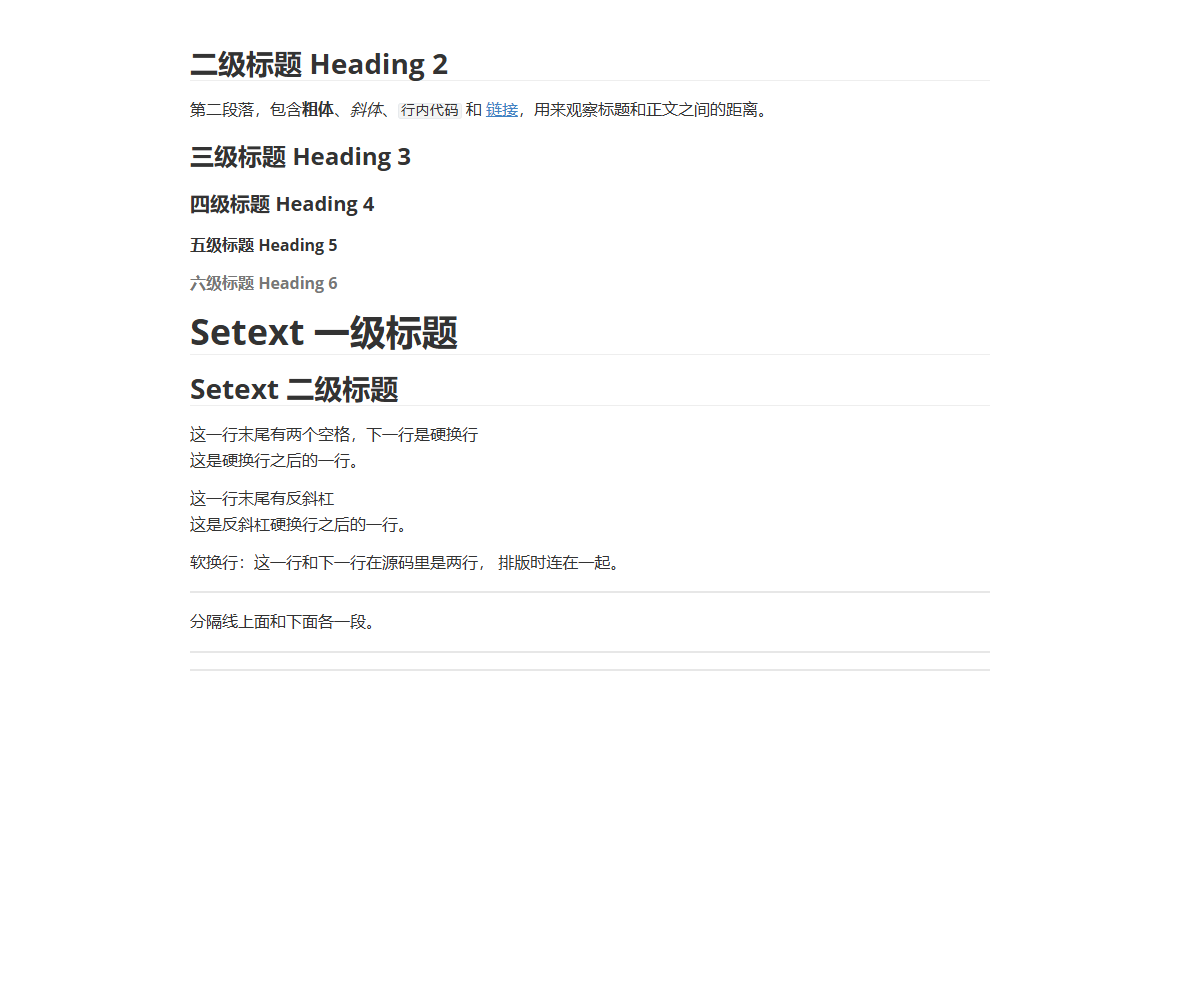 二级标题 Heading 2
第二段落，包含粗体、斜体、行内代码 和 链接，用来观察标题和正文之间的距离。
三级标题 Heading 3
四级标题 Heading 4
五级标题 Heading 5
六级标题 Heading 6
Setext 一级标题
Setext 二级标题
这一行末尾有两个空格，下一行是硬换行
这是硬换行之后的一行。
这一行末尾有反斜杠
这是反斜杠硬换行之后的一行。
软换行：这一行和下一行在源码里是两行， 排版时连在一起。
分隔线上面和下面各一段。